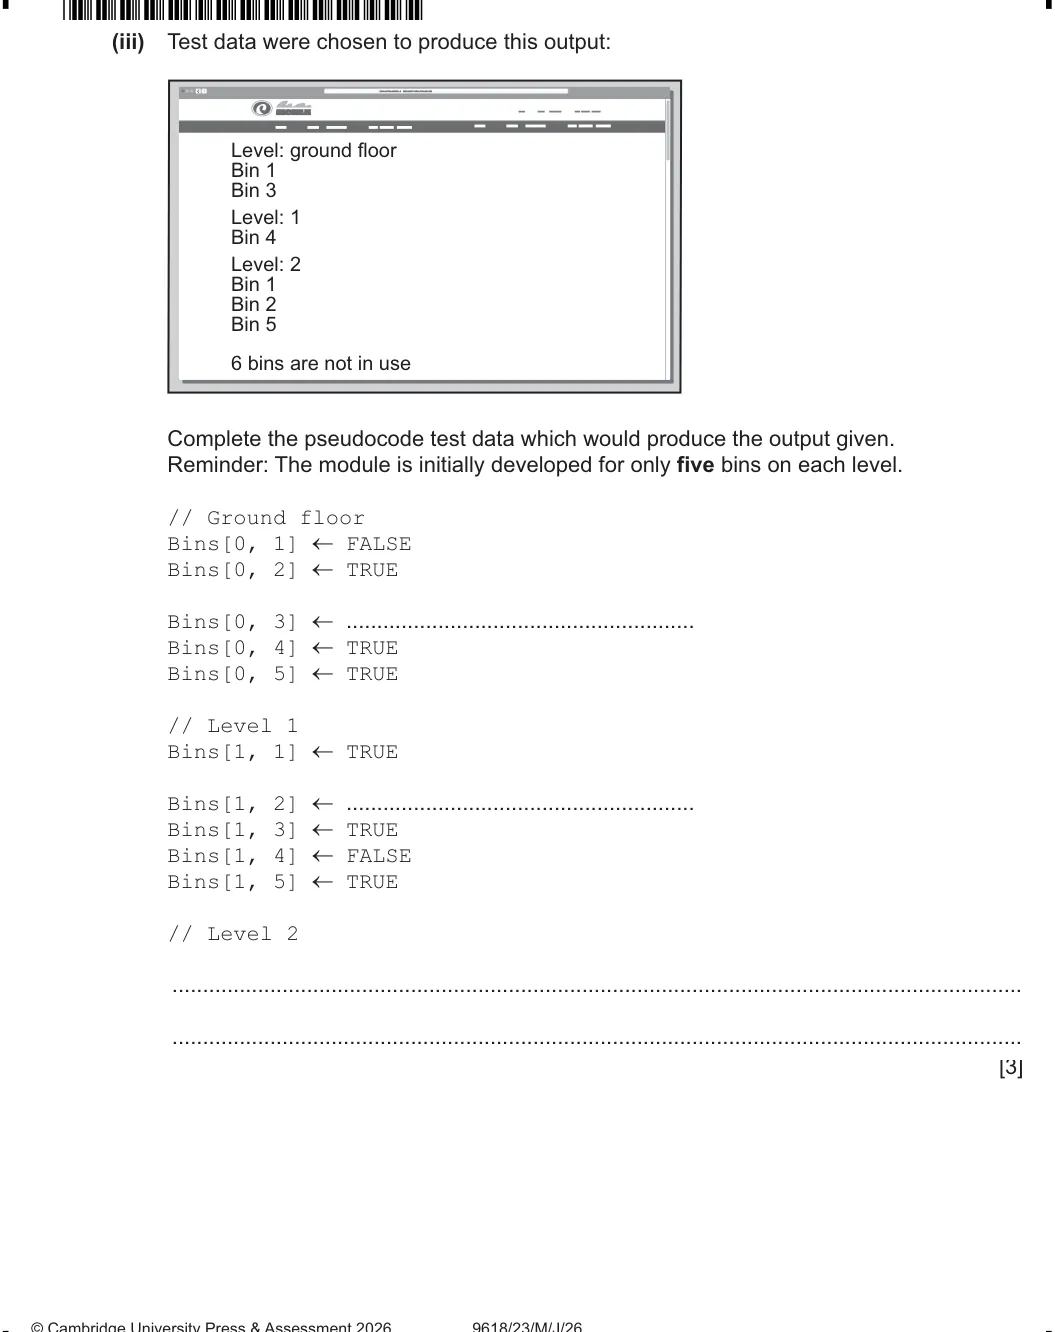 (iii) Test data were chosen to produce this output:
Level: ground floor
Bin 1
Bin 3
Level: 1
Bin 4
Level: 2
Bin 1
Bin 2
Bin 5
6 bins are not in use
Complete the pseudocode test data which would produce the output given.
Reminder: The module is initially developed for only five bins on each level.
// Ground floor
Bins[0, 1] ← FALSE
Bins[0, 2] ← TRUE
Bins[0, 3] ← ..........................................................
Bins[0, 4] ← TRUE
Bins[0, 5] ← TRUE
// Level 1
Bins[1, 1] ← TRUE
Bins[1, 2] ← ..........................................................
Bins[1, 3] ← TRUE
Bins[1, 4] ← FALSE
Bins[1, 5] ← TRUE
// Level 2
..........................................................................................................................................
..........................................................................................................................................
[3]
© Cambridge University Press & Assessment 2026 9618/23/M/J/26